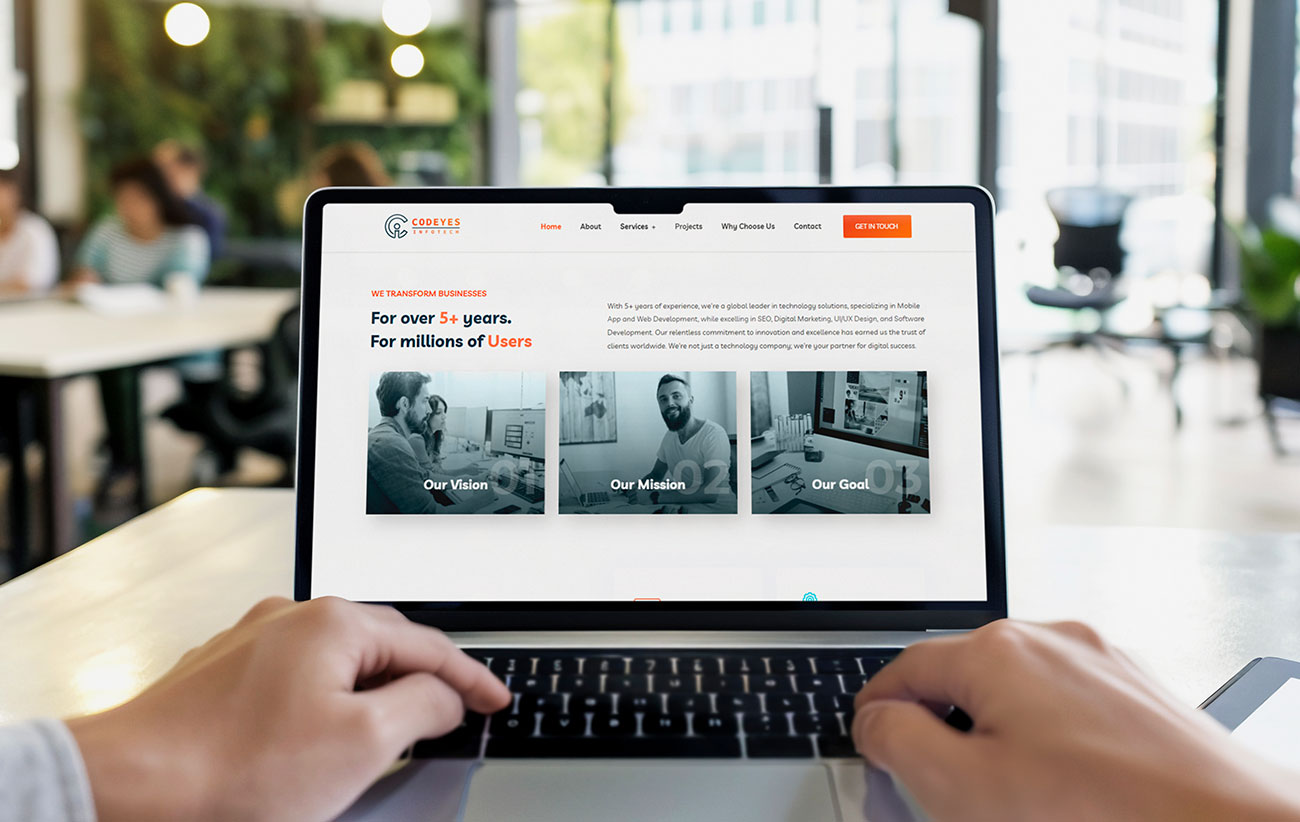 CODEYES
INFOTECH
Home About Services + Projects Why Choose Us Contact GET IN TOUCH
WE TRANSFORM BUSINESSES
For over 5+ years.
For millions of Users
With 5+ years of experience, we're a global leader in technology solutions, specializing in Mobile
App and Web Development, while excelling in SEO, Digital Marketing, UI/UX Design, and Software
Development. Our relentless commitment to innovation and excellence has earned us the trust of
clients worldwide. We're not just a technology company; we're your partner for digital success.
Our Vision 01
Our Mission 02
Our Goal 03